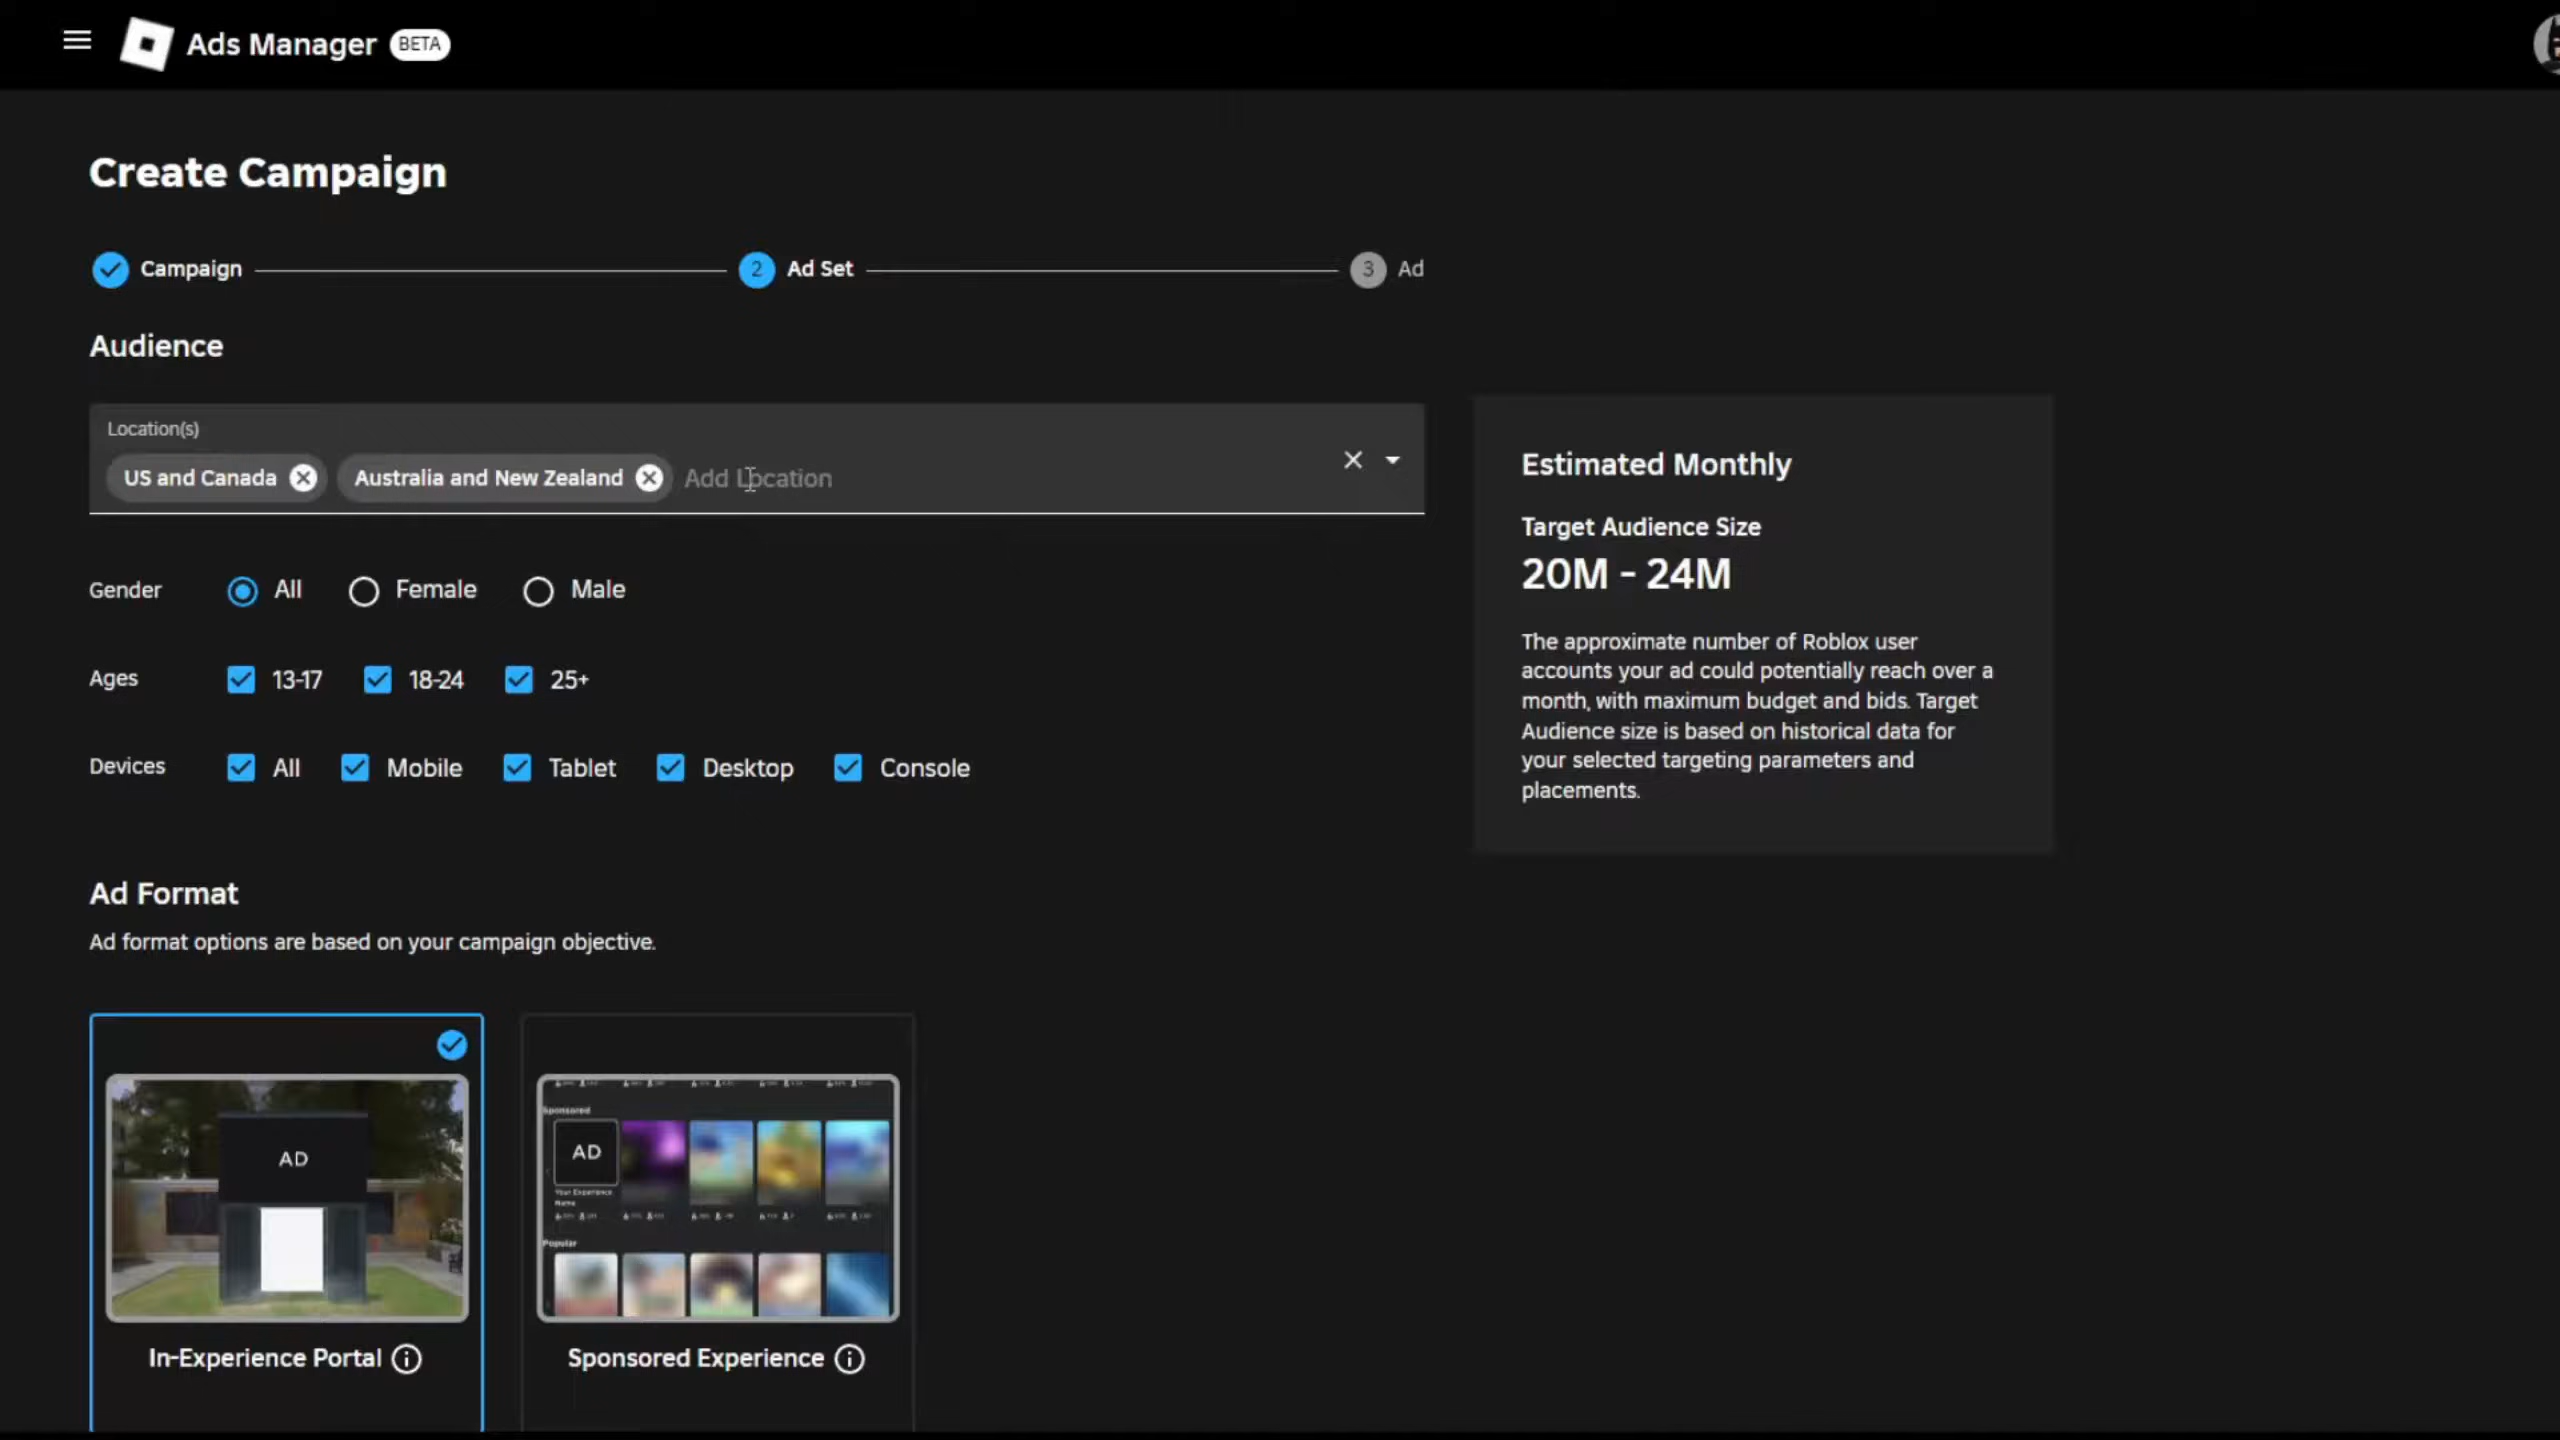 Ads Manager BETA
Create Campaign
Campaign
2 Ad Set
3 Ad
Audience
Location(s)
US and Canada Australia and New Zealand Add Location
Gender All Female Male
Ages 13-17 18-24 25+
Devices All Mobile Tablet Desktop Console
Estimated Monthly
Target Audience Size
20M - 24M
The approximate number of Roblox user
accounts your ad could potentially reach over a
month, with maximum budget and bids. Target
Audience size is based on historical data for
your selected targeting parameters and
placements.
Ad Format
Ad format options are based on your campaign objective.
AD
In-Experience Portal
Sponsored
AD
Your Experience
Name
Popular
Sponsored Experience